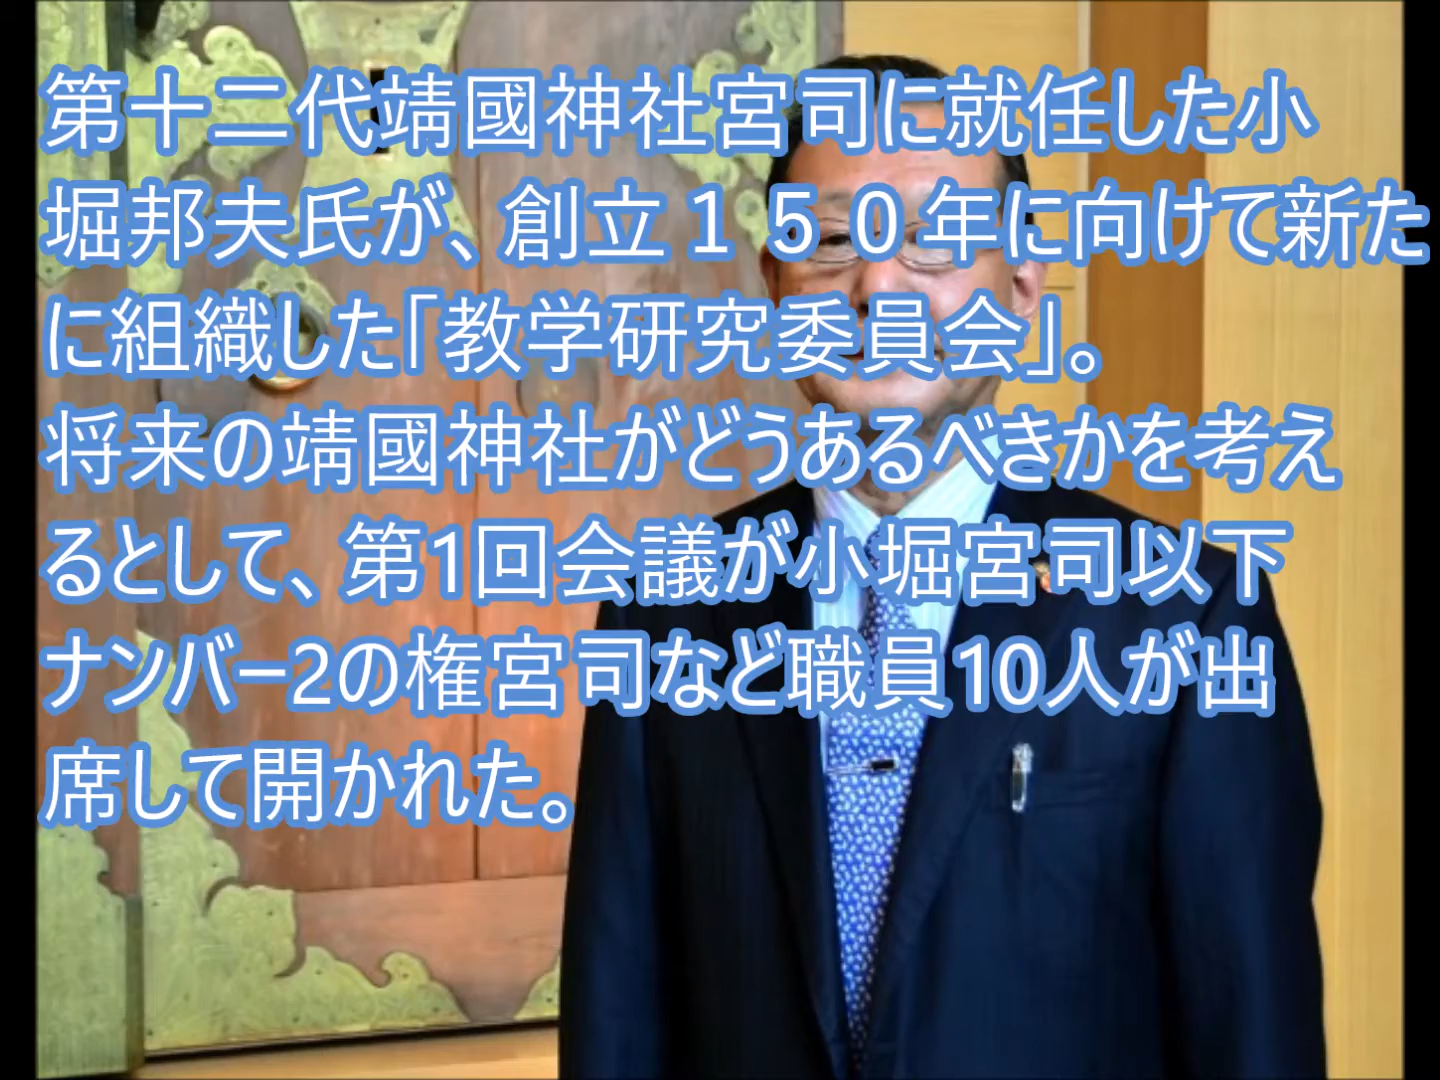 第十二代靖國神社宮司に就任した小
堀邦夫氏が、創立１５０年に向けて新た
に組織した「教学研究委員会」。
将来の靖國神社がどうあるべきかを考え
るとして、第1回会議が小堀宮司以下
ナンバー2の権宮司など職員10人が出
席して開かれた。